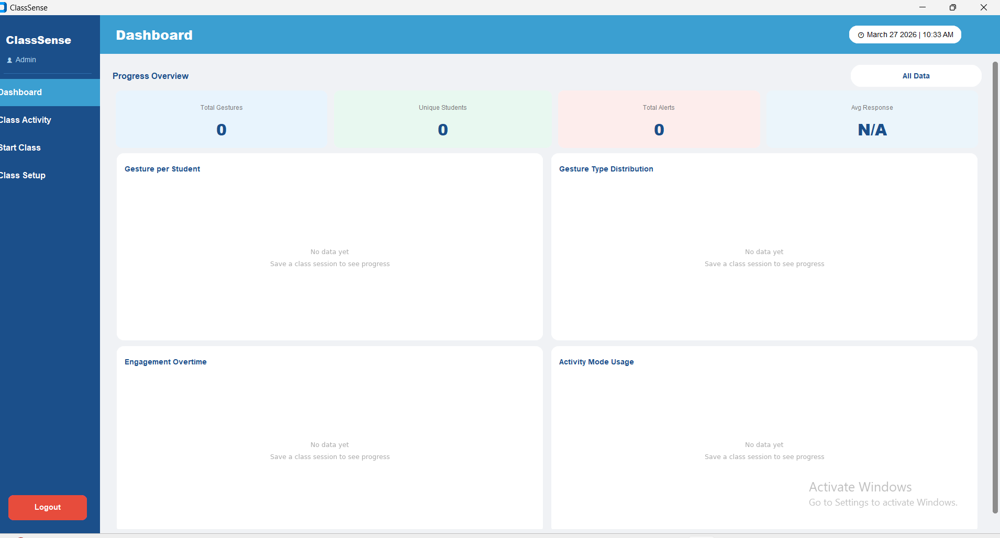 ClassSense
ClassSense
Admin
Dashboard
Class Activity
Start Class
Class Setup
Logout
Dashboard
March 27 2026 | 10:33 AM
Progress Overview
All Data
Total Gestures
0
Unique Students
0
Total Alerts
0
Avg Response
N/A
Gesture per Student
No data yet
Save a class session to see progress
Gesture Type Distribution
No data yet
Save a class session to see progress
Engagement Overtime
No data yet
Save a class session to see progress
Activity Mode Usage
No data yet
Save a class session to see progress
Activate Windows
Go to Settings to activate Windows.